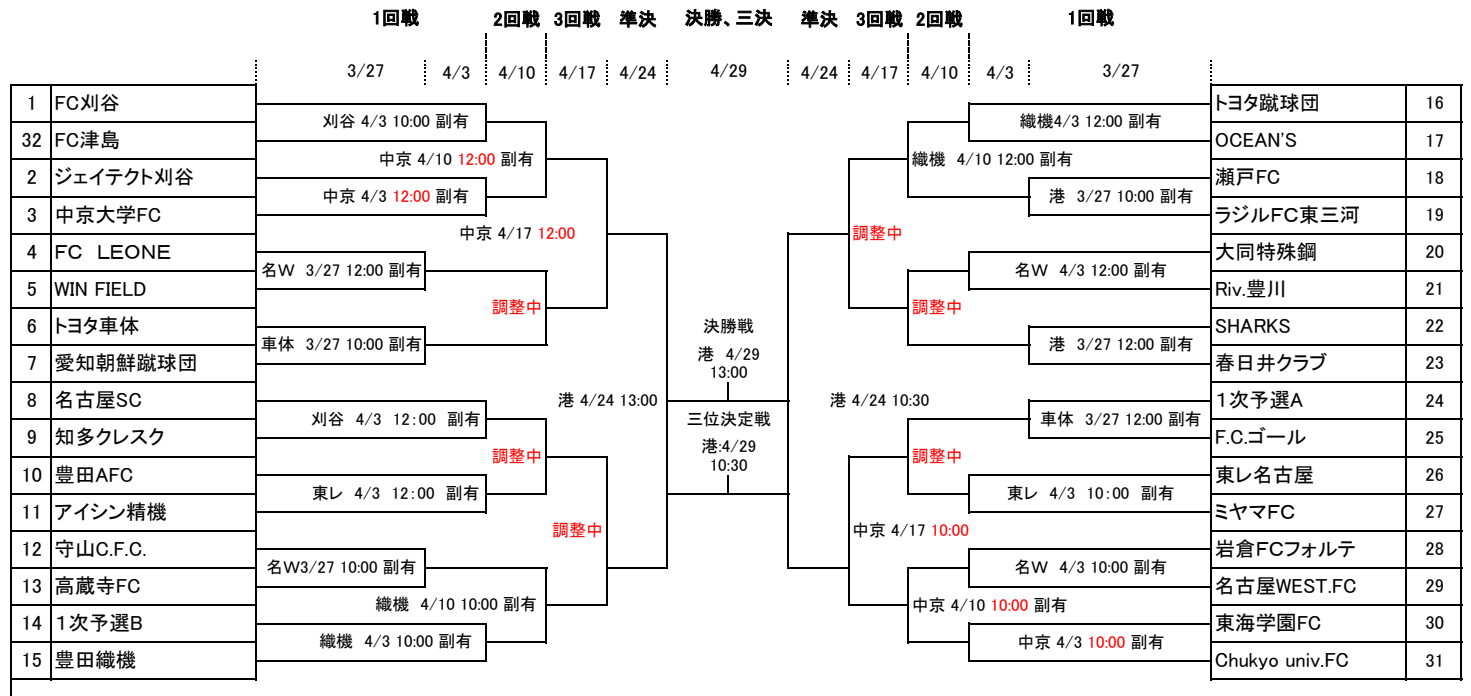 1回戦 2回戦 3回戦 準決 決勝、三決 準決 3回戦 2回戦 1回戦
3/27 4/3 4/10 4/17 4/24 4/29 4/24 4/17 4/10 4/3 3/27
1 FC刈谷
刈谷 4/3 10:00 副有
32 FC津島
中京 4/10 12:00 副有
2 ジェイテクト刈谷
中京 4/3 12:00 副有
3 中京大学FC
中京 4/17 12:00
4 FC LEONE
名W 3/27 12:00 副有
5 WIN FIELD
調整中
6 トヨタ車体
車体 3/27 10:00 副有
7 愛知朝鮮蹴球団
港 4/24 13:00
8 名古屋SC
刈谷 4/3 12:00 副有
9 知多クレスク
調整中
10 豊田AFC
東レ 4/3 12:00 副有
11 アイシン精機
調整中
12 守山C.F.C.
名W3/27 10:00 副有
13 高蔵寺FC
織機 4/10 10:00 副有
14 1次予選B
織機 4/3 10:00 副有
15 豊田織機
決勝戦
港 4/29
13:00
三位決定戦
港:4/29
10:30
トヨタ蹴球団 16
織機4/3 12:00 副有
OCEAN'S 17
織機 4/10 12:00 副有
瀬戸FC 18
港 3/27 10:00 副有
ラジルFC東三河 19
調整中
大同特殊鋼 20
名W 4/3 12:00 副有
Riv.豊川 21
調整中
SHARKS 22
港 3/27 12:00 副有
春日井クラブ 23
港 4/24 10:30
1次予選A 24
車体 3/27 12:00 副有
F.C.ゴール 25
調整中
東レ名古屋 26
東レ 4/3 10:00 副有
ミヤマFC 27
中京 4/17 10:00
岩倉FCフォルテ 28
名W 4/3 10:00 副有
名古屋WEST.FC 29
中京 4/10 10:00 副有
東海学園FC 30
中京 4/3 10:00 副有
Chukyo univ.FC 31